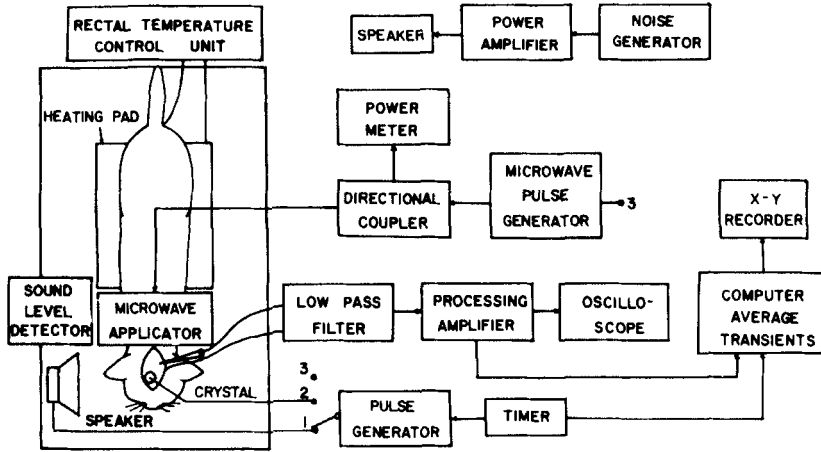 RECTAL TEMPERATURE
CONTROL UNIT
SPEAKER
POWER
AMPLIFIER
NOISE
GENERATOR
HEATING PAD
POWER
METER
DIRECTIONAL
COUPLER
MICROWAVE
PULSE
GENERATOR
3
X-Y
RECORDER
SOUND
LEVEL
DETECTOR
MICROWAVE
APPLICATOR
LOW PASS
FILTER
PROCESSING
AMPLIFIER
OSCILLO-
SCOPE
COMPUTER
AVERAGE
TRANSIENTS
3
CRYSTAL
2
SPEAKER
1
PULSE
GENERATOR
TIMER